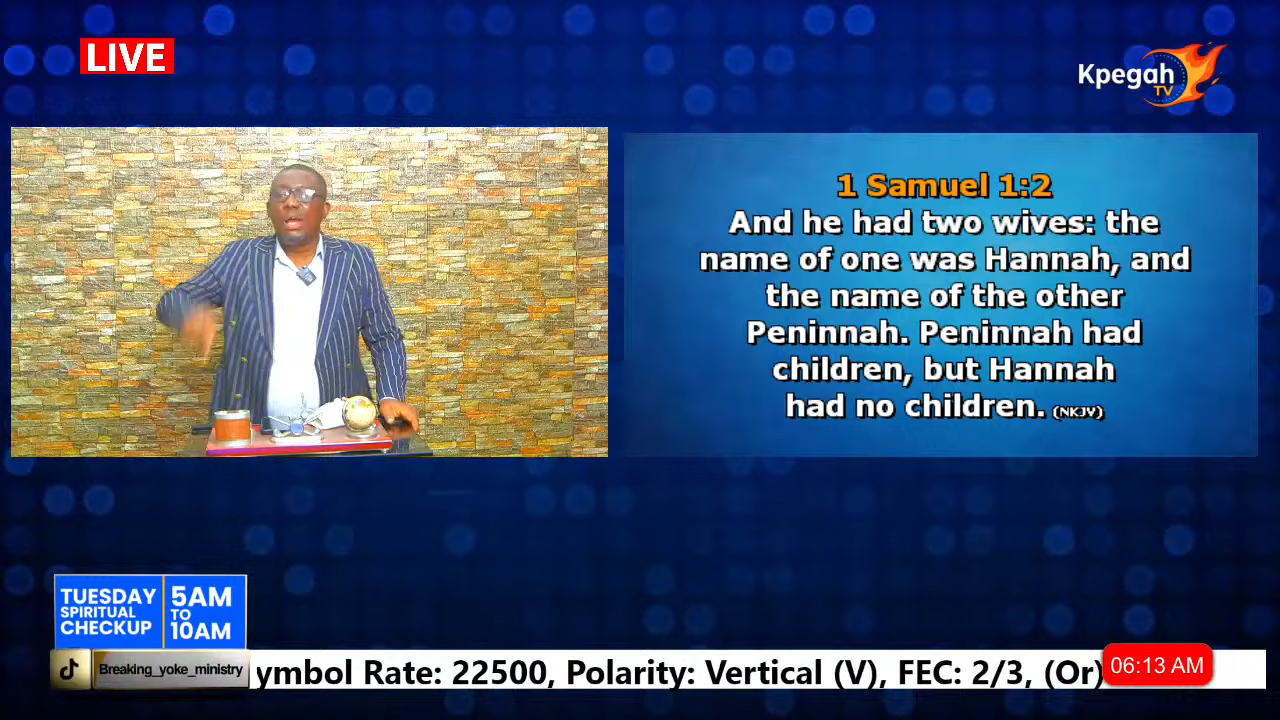 LIVE
Kpegah
TV
1 Samuel 1:2
And he had two wives: the
name of one was Hannah, and
the name of the other
Peninnah. Peninnah had
children, but Hannah
had no children. (NKJV)
TUESDAY
SPIRITUAL
CHECKUP
5AM
TO
10AM
Breaking_yoke_ministry
ymbol Rate: 22500, Polarity: Vertical (V), FEC: 2/3, (Or)
06:13 AM